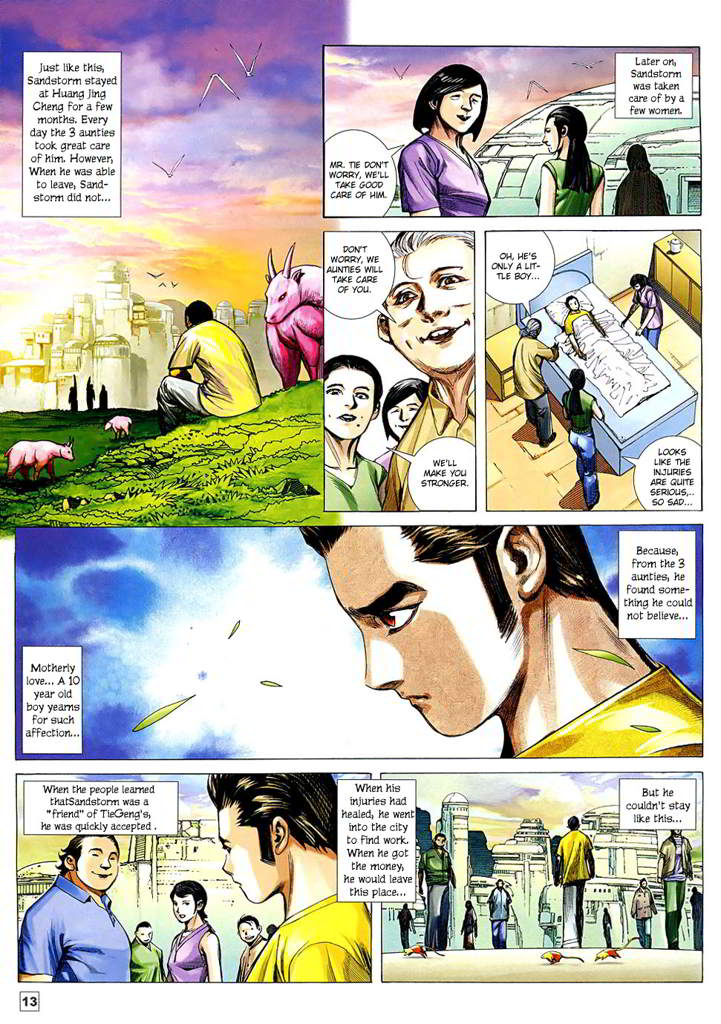 Just like this,
Sandstorm stayed
at Huang Jing
Cheng for a few
months. Every
day the 3 aunties
took great care
of him. However,
When he was able
to leave, Sand-
storm did not...
Later on,
Sandstorm
was taken
care of by a
few women.
MR. TIE DON'T
WORRY, WE'LL
TAKE GOOD
CARE OF HIM.
DON'T
WORRY, WE
AUNTIES WILL
TAKE CARE
OF YOU.
WE'LL
MAKE YOU
STRONGER.
OH, HE'S
ONLY A LIT-
TLE BOY...
LOOKS
LIKE THE
INJURIES
ARE QUITE
SERIOUS,..
SO SAD...
Because,
from the 3
aunties, he
found some-
thing he could
not believe...
Motherly
love... A 10
year old
boy yearns
for such
affection...
When the people learned
thatSandstorm was a
"friend" of TieGeng's,
he was quickly accepted .
When his
injuries had
healed, he went
into the city
to find work.
When he got
the money,
he would leave
this place...
But he
couldn't stay
like this...
13